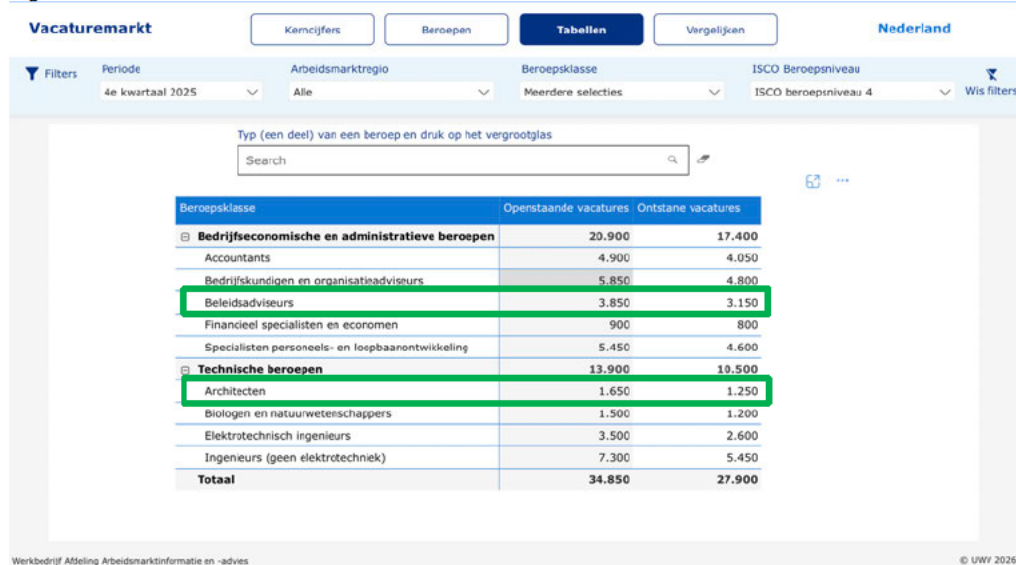 Vacaturemarkt Kerncijfers Beroepen Tabellen Vergelijken Nederland
Filters Periode Arbeidsmarktregio Beroepsklasse ISCO Beroepsniveau
4e kwartaal 2025 Alle Meerdere selecties ISCO beroepsniveau 4 Wis filters
Typ (een deel) van een beroep en druk op het vergrootglas
Search
Beroepsklasse Openstaande vacatures Ontstane vacatures
Bedrijfseconomische en administratieve beroepen 20.900 17.400
Accountants 4.900 4.050
Bedrijfskundigen en organisatieadviseurs 5.850 4.800
Beleidsadviseurs 3.850 3.150
Financieel specialisten en economen 900 800
Specialisten personeels- en loopbaanontwikkeling 5.450 4.600
Technische beroepen 13.900 10.500
Architecten 1.650 1.250
Biologen en natuurwetenschappers 1.500 1.200
Elektrotechnisch ingenieurs 3.500 2.600
Ingenieurs (geen elektrotechniek) 7.300 5.450
Totaal 34.850 27.900
Werkbedrijf Afdeling Arbeidsmarktinformatie en -advies © UWV 2026